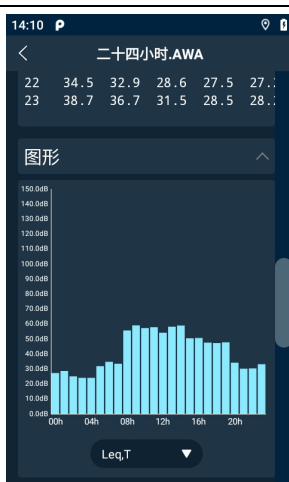 14:10
二十四小时.AWA
22 34.5 32.9 28.6 27.5 27.
23 38.7 36.7 31.5 28.5 28.
图形
150.0dB
140.0dB
130.0dB
120.0dB
110.0dB
100.0dB
90.0dB
80.0dB
70.0dB
60.0dB
50.0dB
40.0dB
30.0dB
20.0dB
10.0dB
0.0dB
00h 04h 08h 12h 16h 20h
Leq,T